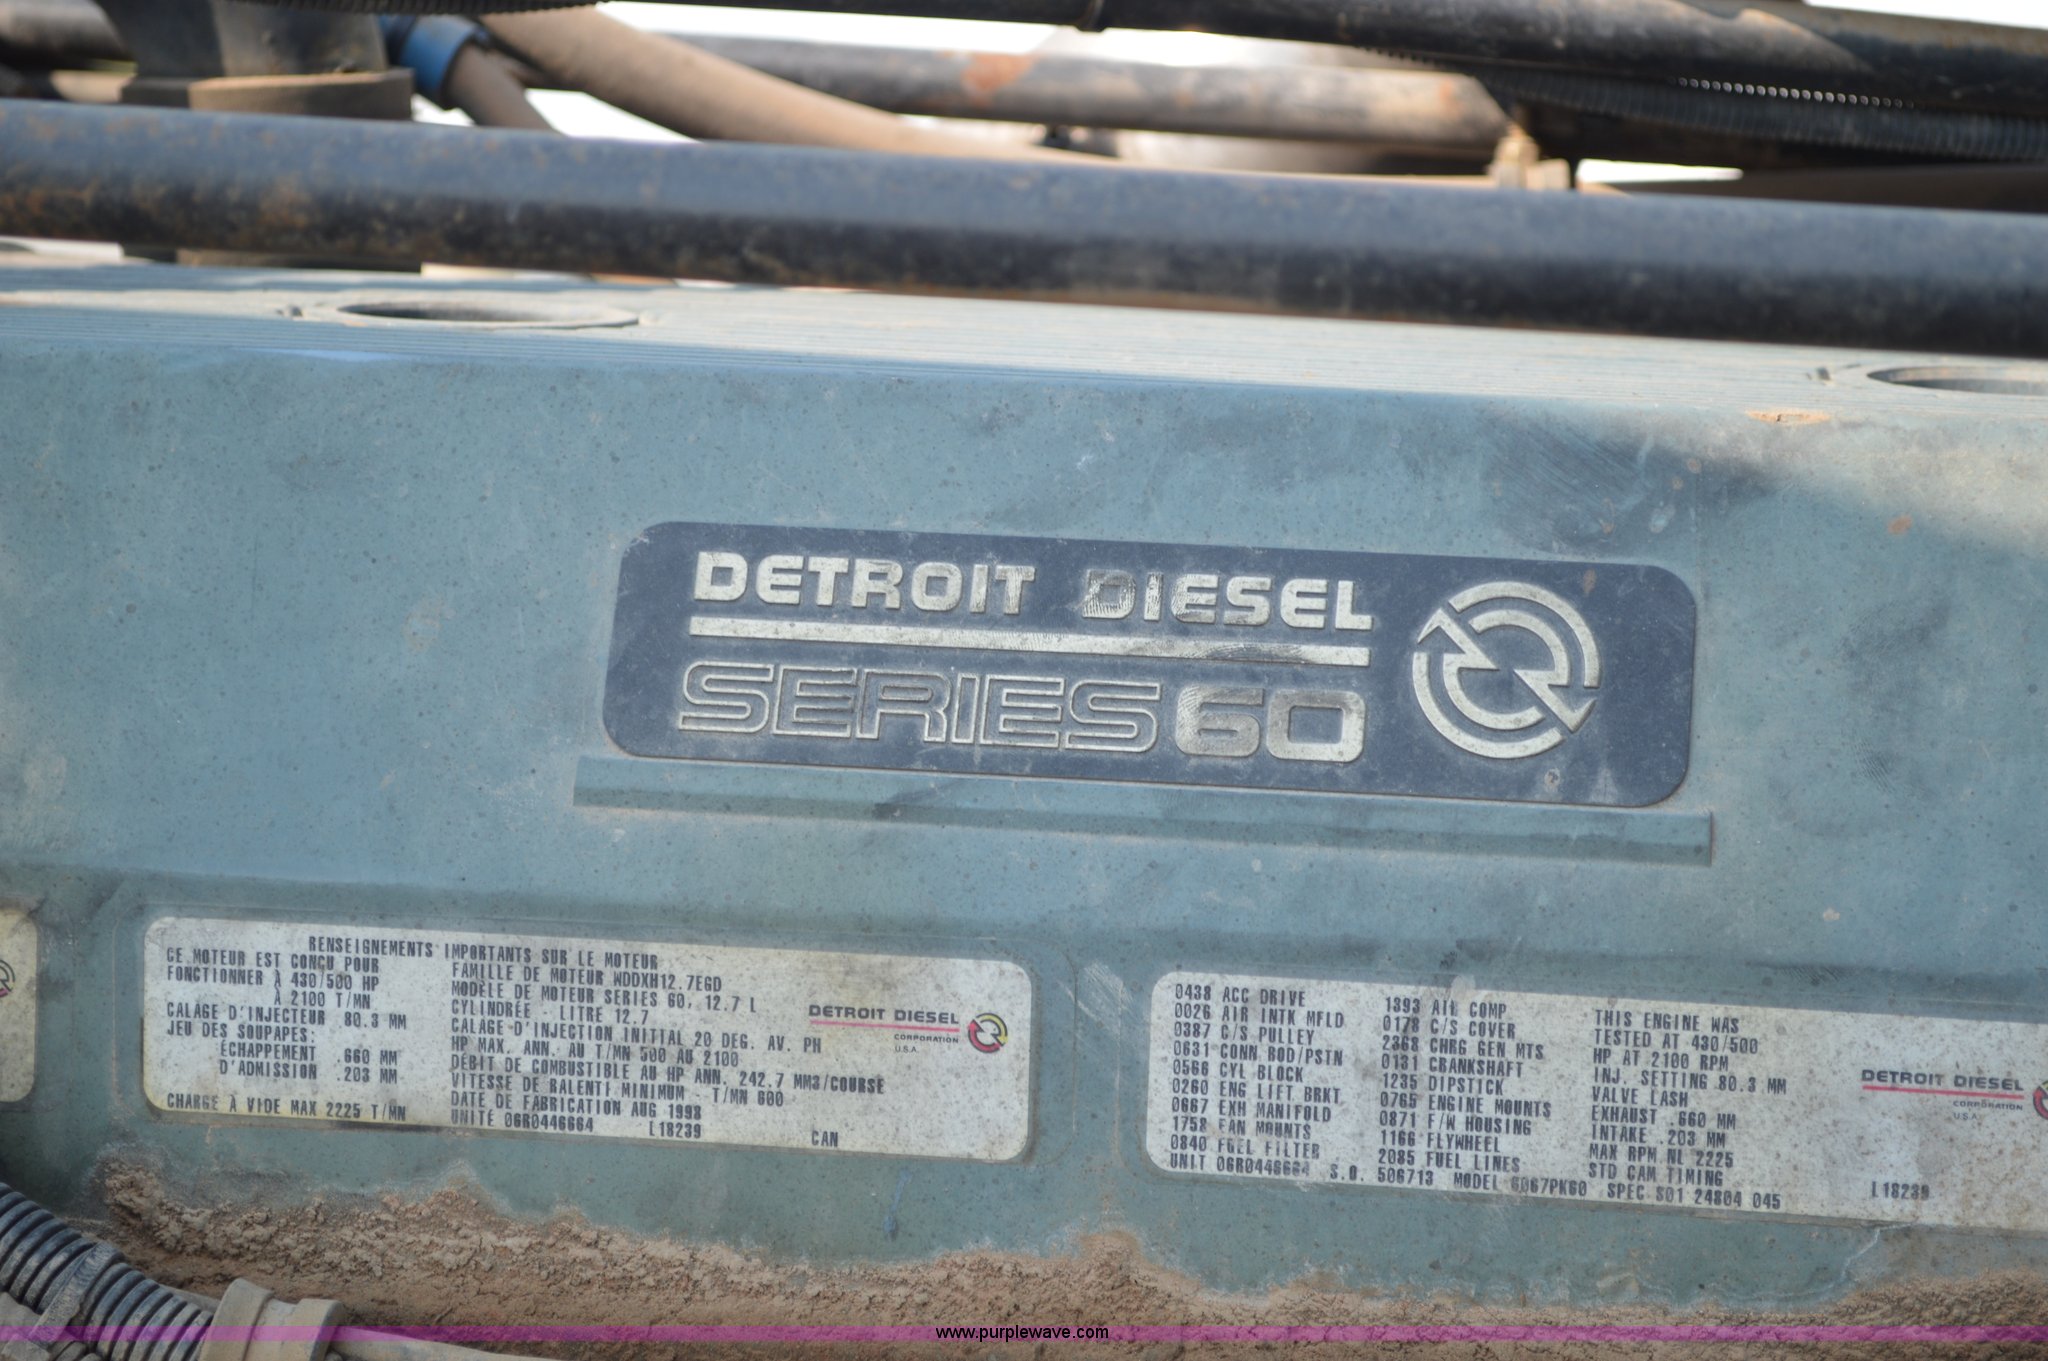 DETROIT DIESEL
SERIES 60
RENSEIGNEMENTS IMPORTANTS SUR LE MOTEUR
CE MOTEUR EST CONÇU POUR
FONCTIONNER À 430/500 HP
À 2100 T/MN
CALAGE D'INJECTEUR 80.3 MM
JEU DES SOUPAPES:
ÉCHAPPEMENT .660 MM
D'ADMISSION .203 MM
CHARGE À VIDE MAX 2225 T/MN
FAMILLE DE MOTEUR WDDXH12.7EGD
MODÈLE DE MOTEUR SERIES 60, 12.7 L
CYLINDRÉE - LITRE 12.7
CALAGE D'INJECTION INITTAL 20 DEG. AV. PH
HP MAX. ANN. AU T/MN 500 AU 2100
DÉBIT DE COMBUSTIBLE AU HP ANN. 242.7 MM3/COURSE
VITESSE DE RALENTI MINIMUM - T/MN 600
DATE DE FABRICATION AUG 1998
UNITÉ 06R0446664 L18239 CAN
DETROIT DIESEL
CORPORATION
U.S.A.
0438 ACC DRIVE
0026 AIR INTK MFLD
0387 C/S PULLEY
0631 CONN ROD/PSTN
0566 CYL BLOCK
0260 ENG LIFT BRKT
0667 EXH MANIFOLD
1758 FAN MOUNTS
0840 FUEL FILTER
1393 AIR COMP
0178 C/S COVER
2368 CHRG GEN MTS
0131 CRANKSHAFT
1235 DIPSTICK
0765 ENGINE MOUNTS
0871 F/W HOUSING
1166 FLYWHEEL
2085 FUEL LINES
THIS ENGINE WAS
TESTED AT 430/500
HP AT 2100 RPM
INJ. SETTING 80.3 MM
VALVE LASH
EXHAUST .660 MM
INTAKE .203 MM
MAX RPM NL 2225
STD CAM TIMING
UNIT 06R0446664 S.O. 506713 MODEL 6067PK60 SPEC S01 24804 045 L18239
DETROIT DIESEL
CORPORATION
U.S.A.
www.purplewave.com